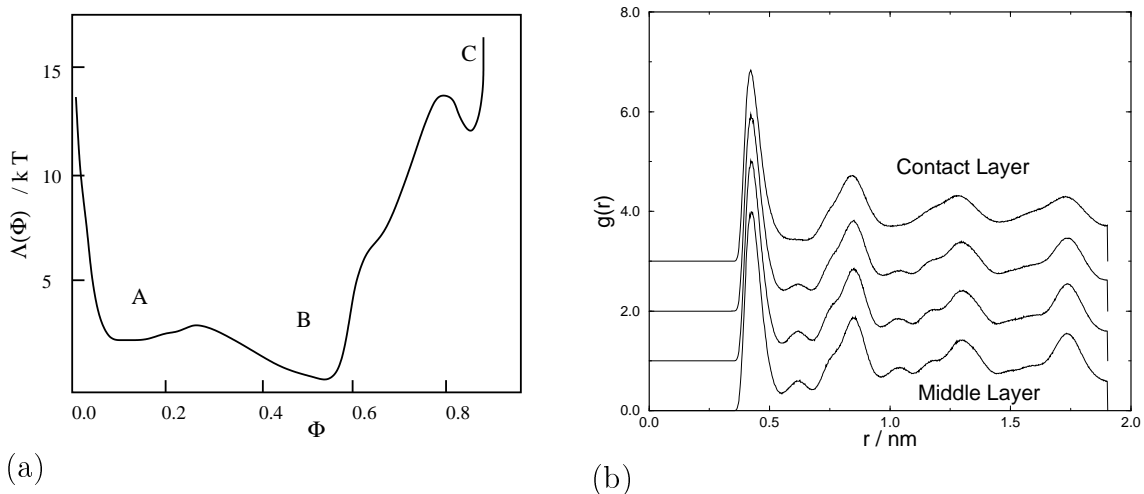 15
10
5
Λ(Φ) / k T
A
B
C
0.0 0.2 0.4 0.6 0.8
Φ
(a)
8.0
6.0
4.0
2.0
0.0
g(r)
Contact Layer
Middle Layer
0.0 0.5 1.0 1.5 2.0
r / nm
(b)